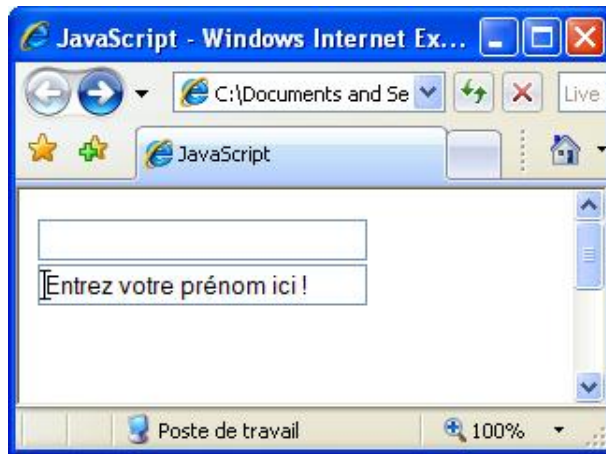 JavaScript - Windows Internet Ex...
C:\Documents and Se
Live
JavaScript
Entrez votre prénom ici !
Poste de travail
100%